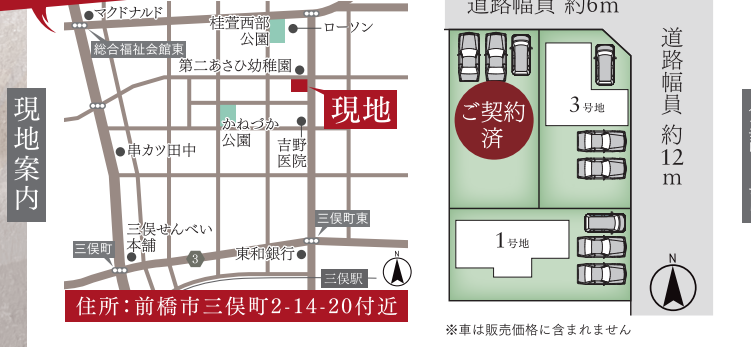 現地案内
マクドナルド
総合福祉会館東
桂萱西部
公園
ローソン
第二あさひ幼稚園
現地
かねづか
公園
吉野
医院
串カツ田中
三俣せんべい
本舗
三俣町
3
東和銀行
三俣町東
三俣駅
N
住所：前橋市三俣町2-14-20付近
道路幅員 約6m
道路幅員 約12m
ご契約
済
3号地
1号地
N
※車は販売価格に含まれません